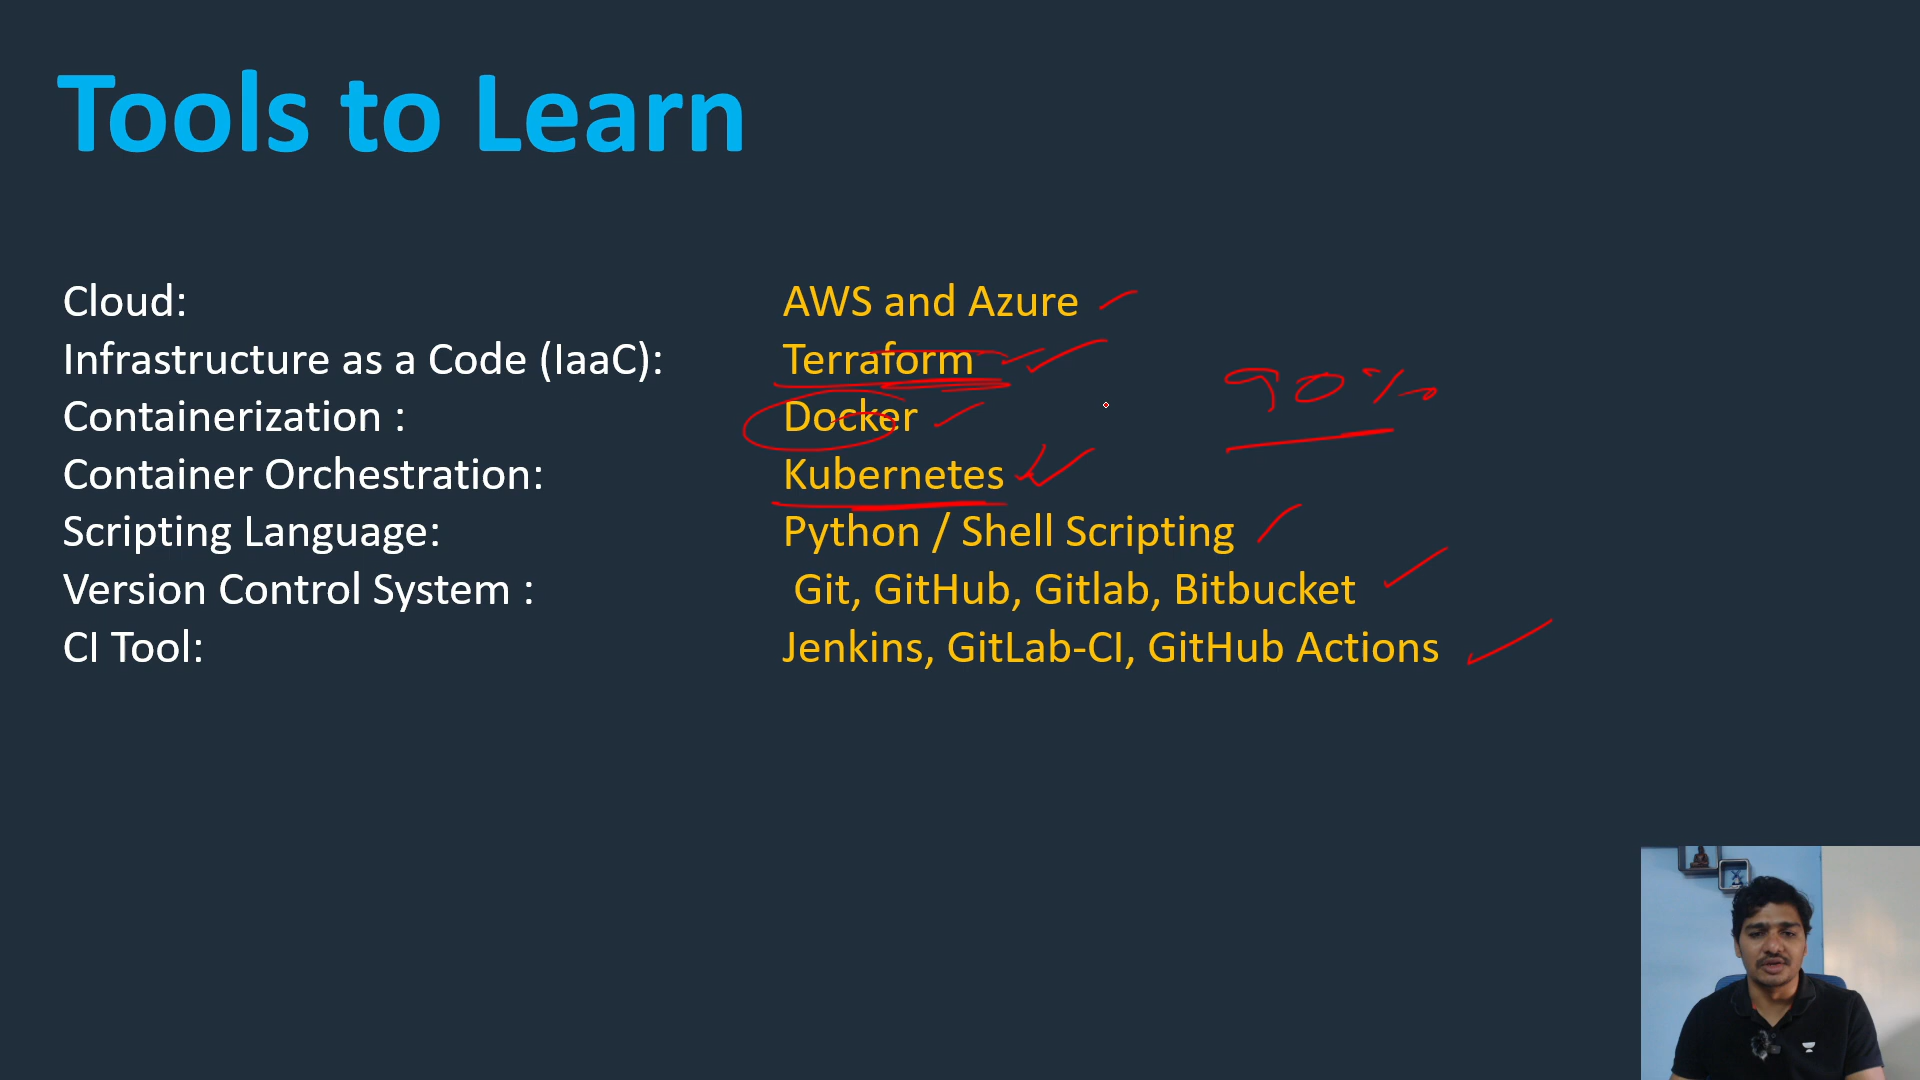 Tools to Learn
Cloud: AWS and Azure
Infrastructure as a Code (IaaC): Terraform
Containerization : Docker
90%
Container Orchestration: Kubernetes
Scripting Language: Python / Shell Scripting
Version Control System : Git, GitHub, Gitlab, Bitbucket
CI Tool: Jenkins, GitLab-CI, GitHub Actions